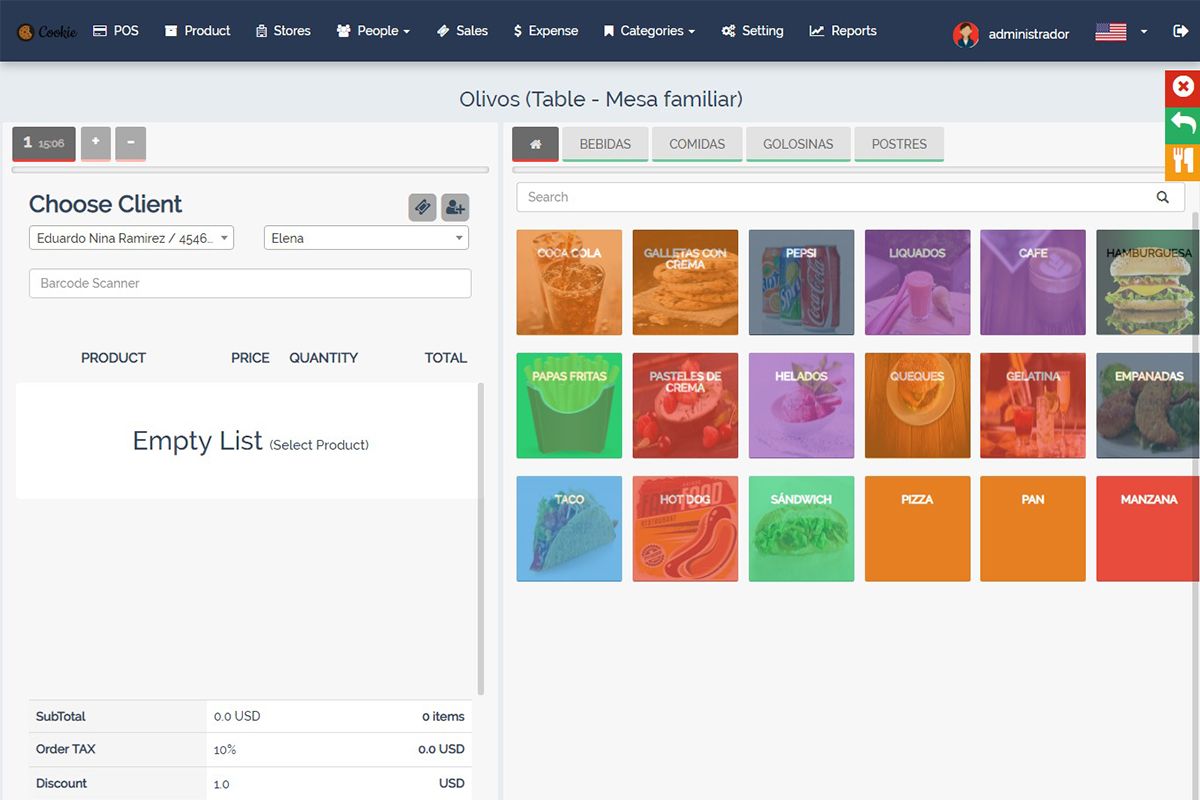 Cookie POS Product Stores People Sales $ Expense Categories Setting Reports administrador
Olivos (Table - Mesa familiar)
1 15:06 + -
BEBIDAS COMIDAS GOLOSINAS POSTRES
Choose Client
Eduardo Nina Ramirez / 4546... Elena
Barcode Scanner
PRODUCT PRICE QUANTITY TOTAL
Empty List (Select Product)
SubTotal 0.0 USD 0 items
Order TAX 10% 0.0 USD
Discount 1.0 USD
Search
COCA COLA
GALLETAS CON
CREMA
PEPSI
Coca-Cola
LIQUADOS
CAFE
HAMBURGUESA
PAPAS FRITAS
PASTELES DE
CREMA
HELADOS
QUEQUES
GELATINA
EMPANADAS
TACO
HOT DOG
FOOD
RESTAURANT
SÁNDWICH
PIZZA
PAN
MANZANA